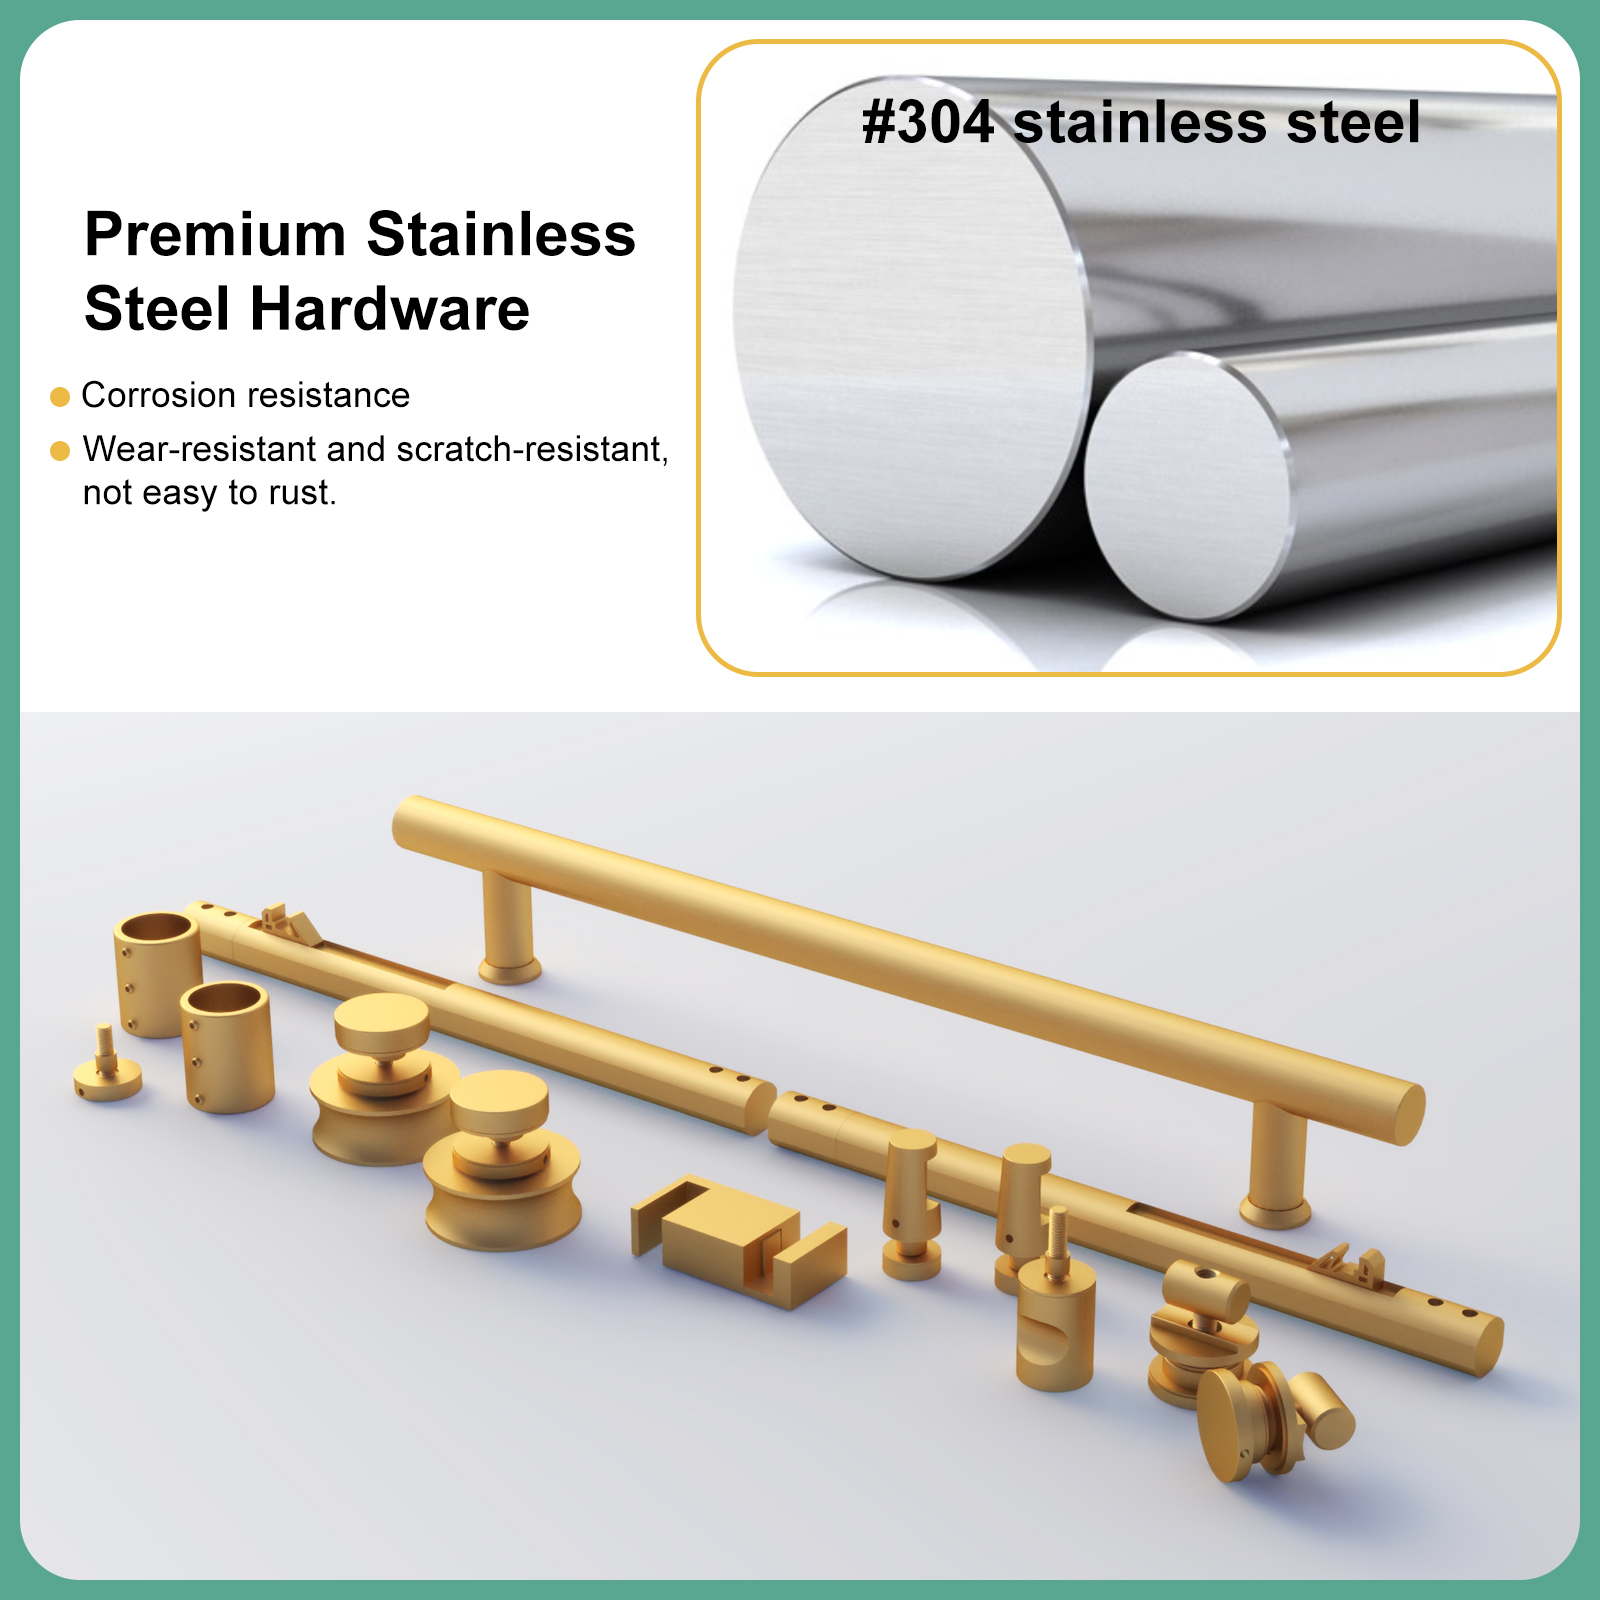 #304 stainless steel
Premium Stainless
Steel Hardware
Corrosion resistance
Wear-resistant and scratch-resistant,
not easy to rust.